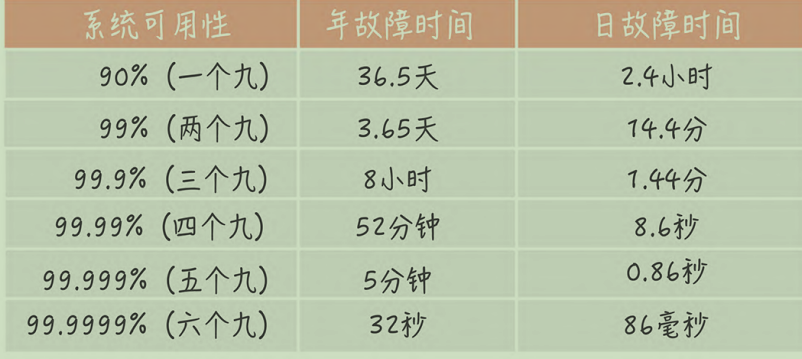 系统可用性 年故障时间 日故障时间
90%（一个九） 36.5天 2.4小时
99%（两个九） 3.65天 14.4分
99.9%（三个九） 8小时 1.44分
99.99%（四个九） 52分钟 8.6秒
99.999%（五个九） 5分钟 0.86秒
99.9999%（六个九） 32秒 86毫秒